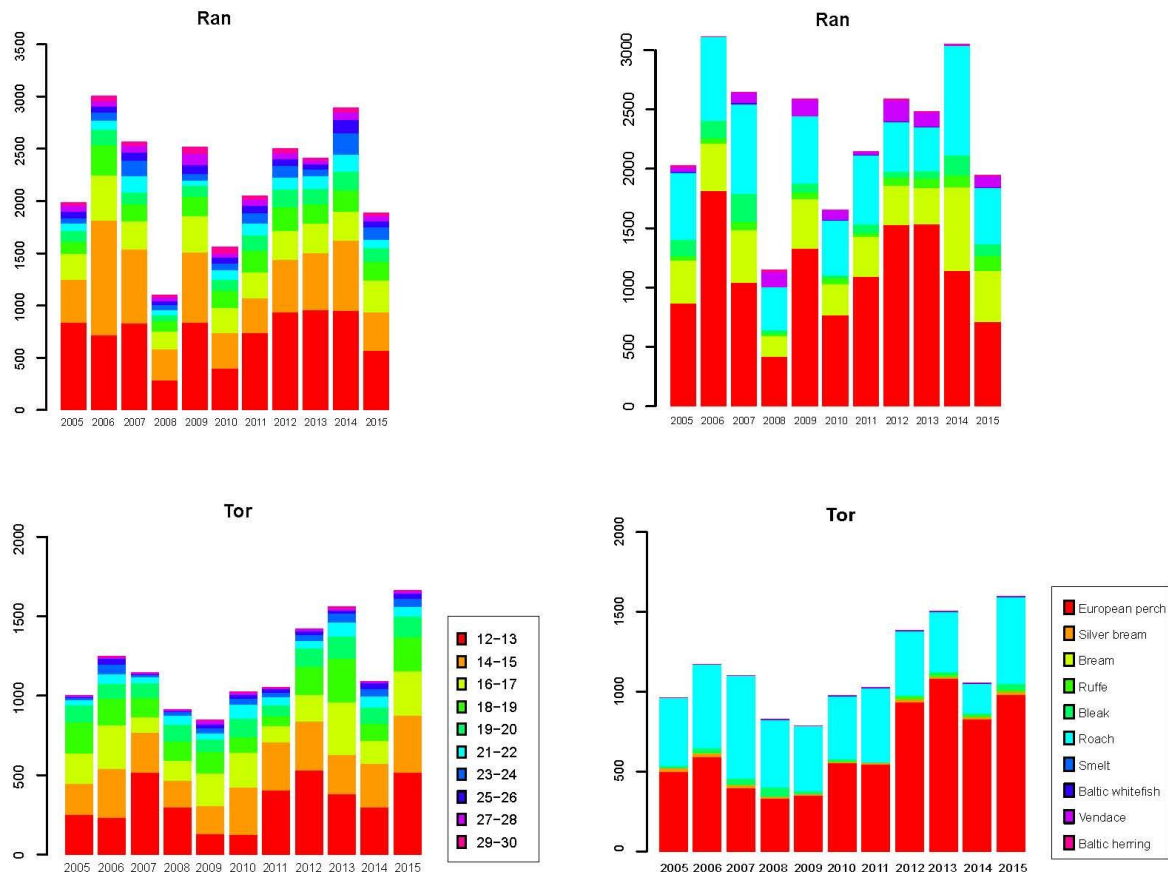 Ran
3500
3000
2500
2000
1500
1000
500
0
2005 2006 2007 2008 2009 2010 2011 2012 2013 2014 2015
Ran
3000
2500
2000
1500
1000
500
0
2005 2006 2007 2008 2009 2010 2011 2012 2013 2014 2015
Tor
2000
1500
1000
500
0
2005 2006 2007 2008 2009 2010 2011 2012 2013 2014 2015
12-13
14-15
16-17
18-19
19-20
21-22
23-24
25-26
27-28
29-30
Tor
2000
1500
1000
500
0
2005 2006 2007 2008 2009 2010 2011 2012 2013 2014 2015
European perch
Silver bream
Bream
Ruffe
Bleak
Roach
Smelt
Baltic whitefish
Vendace
Baltic herring